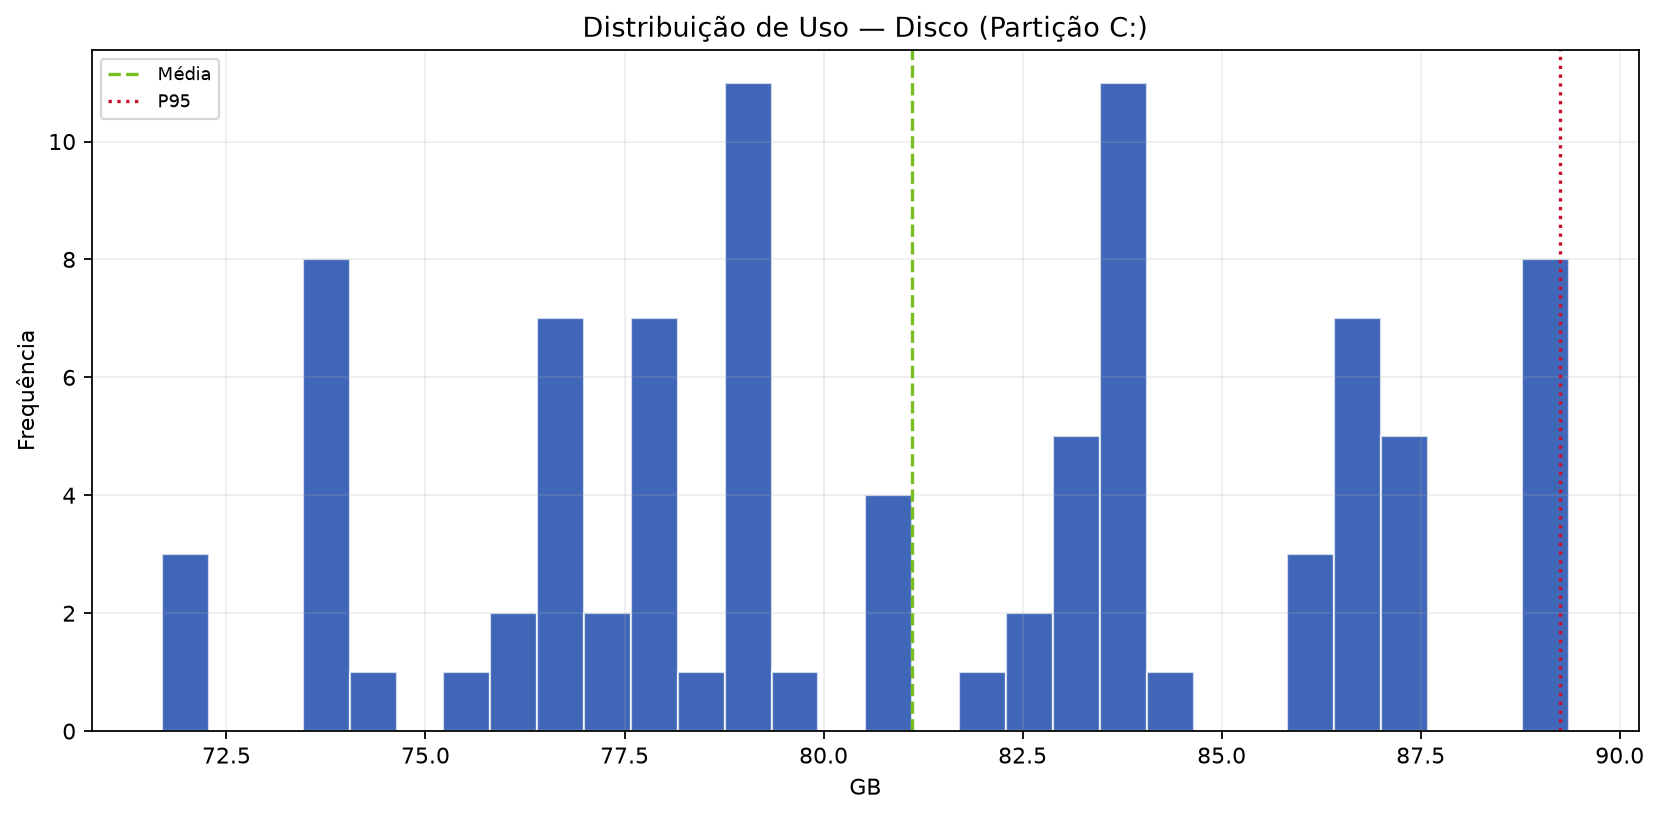 Distribuição de Uso — Disco (Partição C:)
Média
P95
Frequência
10
8
6
4
2
0
72.5 75.0 77.5 80.0 82.5 85.0 87.5 90.0
GB